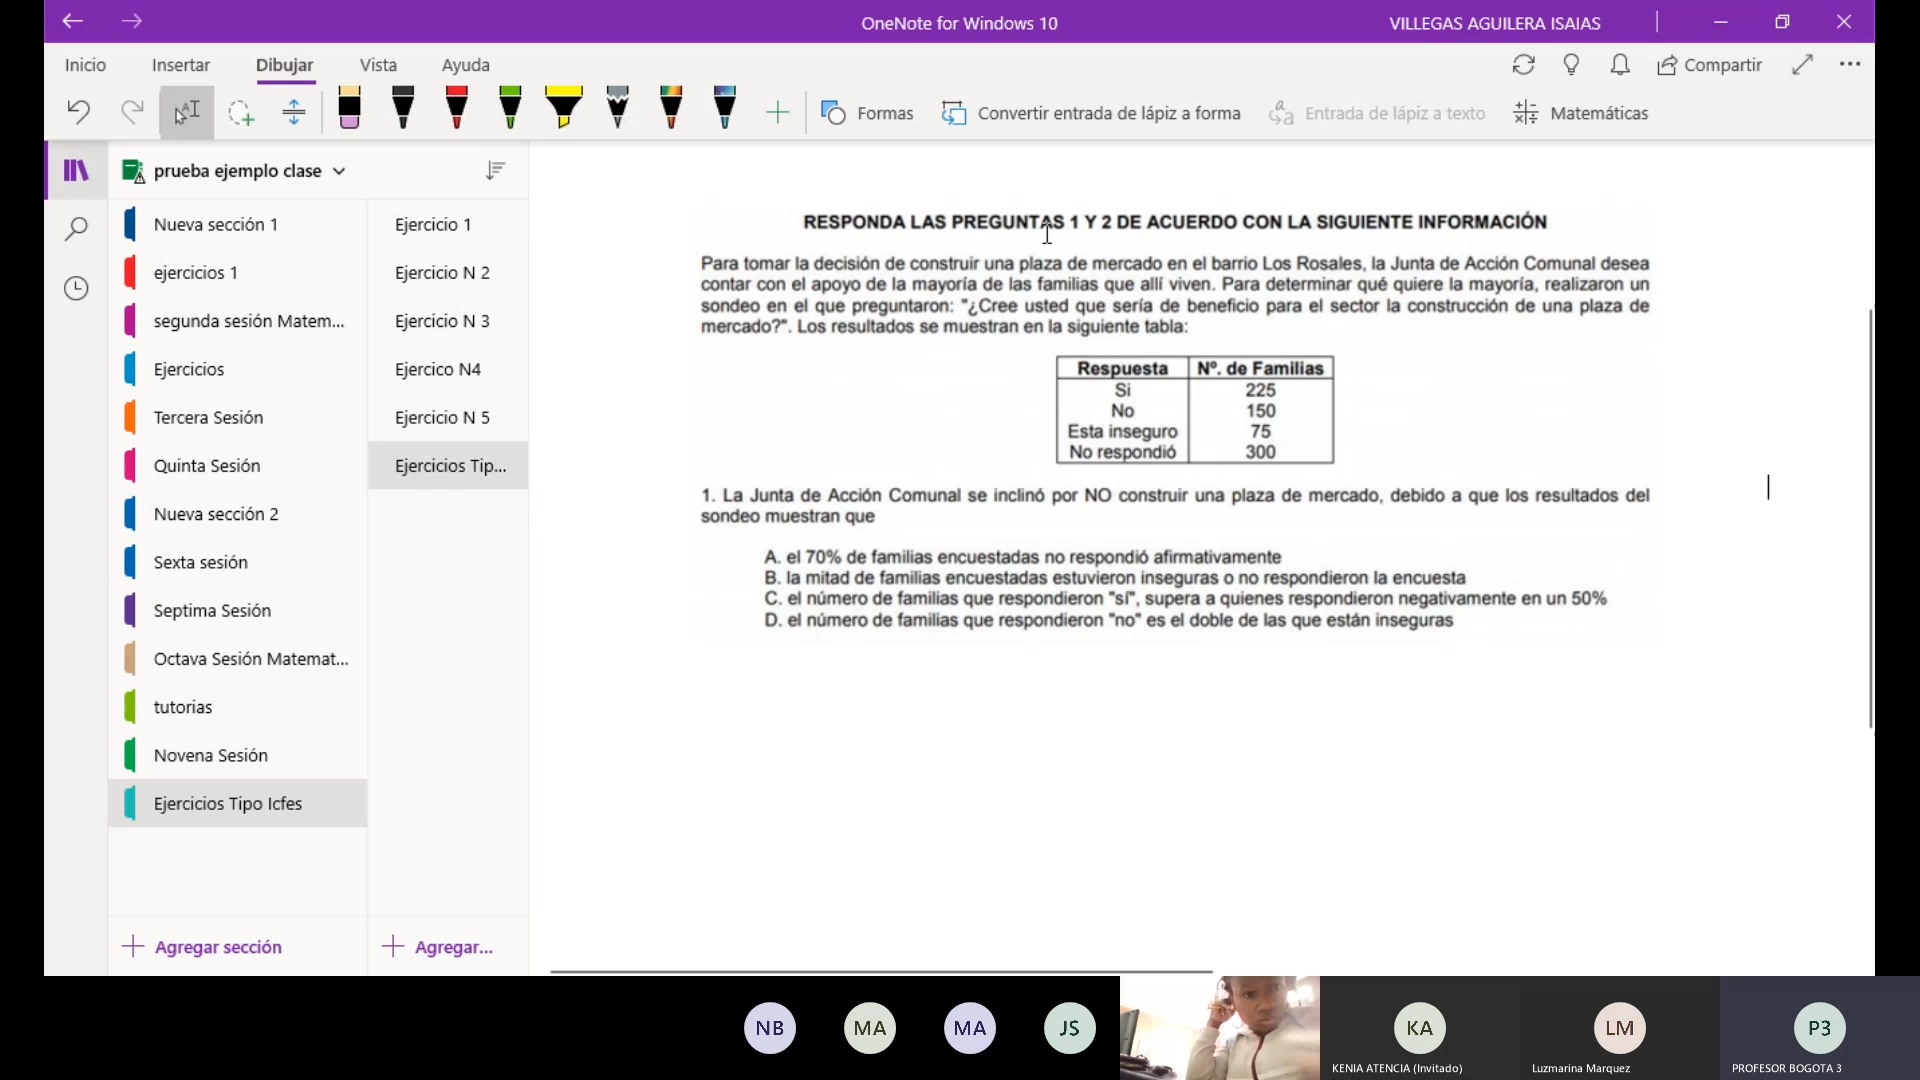 OneNote for Windows 10
VILLEGAS AGUILERA ISAIAS
Inicio
Insertar
Dibujar
Vista
Ayuda
Compartir
Formas
Convertir entrada de lápiz a forma
Entrada de lápiz a texto
Matemáticas
prueba ejemplo clase
Nueva sección 1
ejercicios 1
segunda sesión Matem...
Ejercicios
Tercera Sesión
Quinta Sesión
Nueva sección 2
Sexta sesión
Septima Sesión
Octava Sesión Matemat...
tutorias
Novena Sesión
Ejercicios Tipo Icfes
Agregar sección
Ejercicio 1
Ejercicio N 2
Ejercicio N 3
Ejercico N4
Ejercicio N 5
Ejercicios Tip...
Agregar...
RESPONDA LAS PREGUNTAS 1 Y 2 DE ACUERDO CON LA SIGUIENTE INFORMACIÓN
Para tomar la decisión de construir una plaza de mercado en el barrio Los Rosales, la Junta de Acción Comunal desea
contar con el apoyo de la mayoría de las familias que allí viven. Para determinar qué quiere la mayoría, realizaron un
sondeo en el que preguntaron: "¿Cree usted que sería de beneficio para el sector la construcción de una plaza de
mercado?". Los resultados se muestran en la siguiente tabla:
Respuesta Nº. de Familias
Si 225
No 150
Esta inseguro 75
No respondió 300
1. La Junta de Acción Comunal se inclinó por NO construir una plaza de mercado, debido a que los resultados del
sondeo muestran que
A. el 70% de familias encuestadas no respondió afirmativamente
B. la mitad de familias encuestadas estuvieron inseguras o no respondieron la encuesta
C. el número de familias que respondieron "sí", supera a quienes respondieron negativamente en un 50%
D. el número de familias que respondieron "no" es el doble de las que están inseguras
NB
MA
MA
JS
KA
KENIA ATENCIA (Invitado)
LM
Luzmarina Marquez
P3
PROFESOR BOGOTA 3